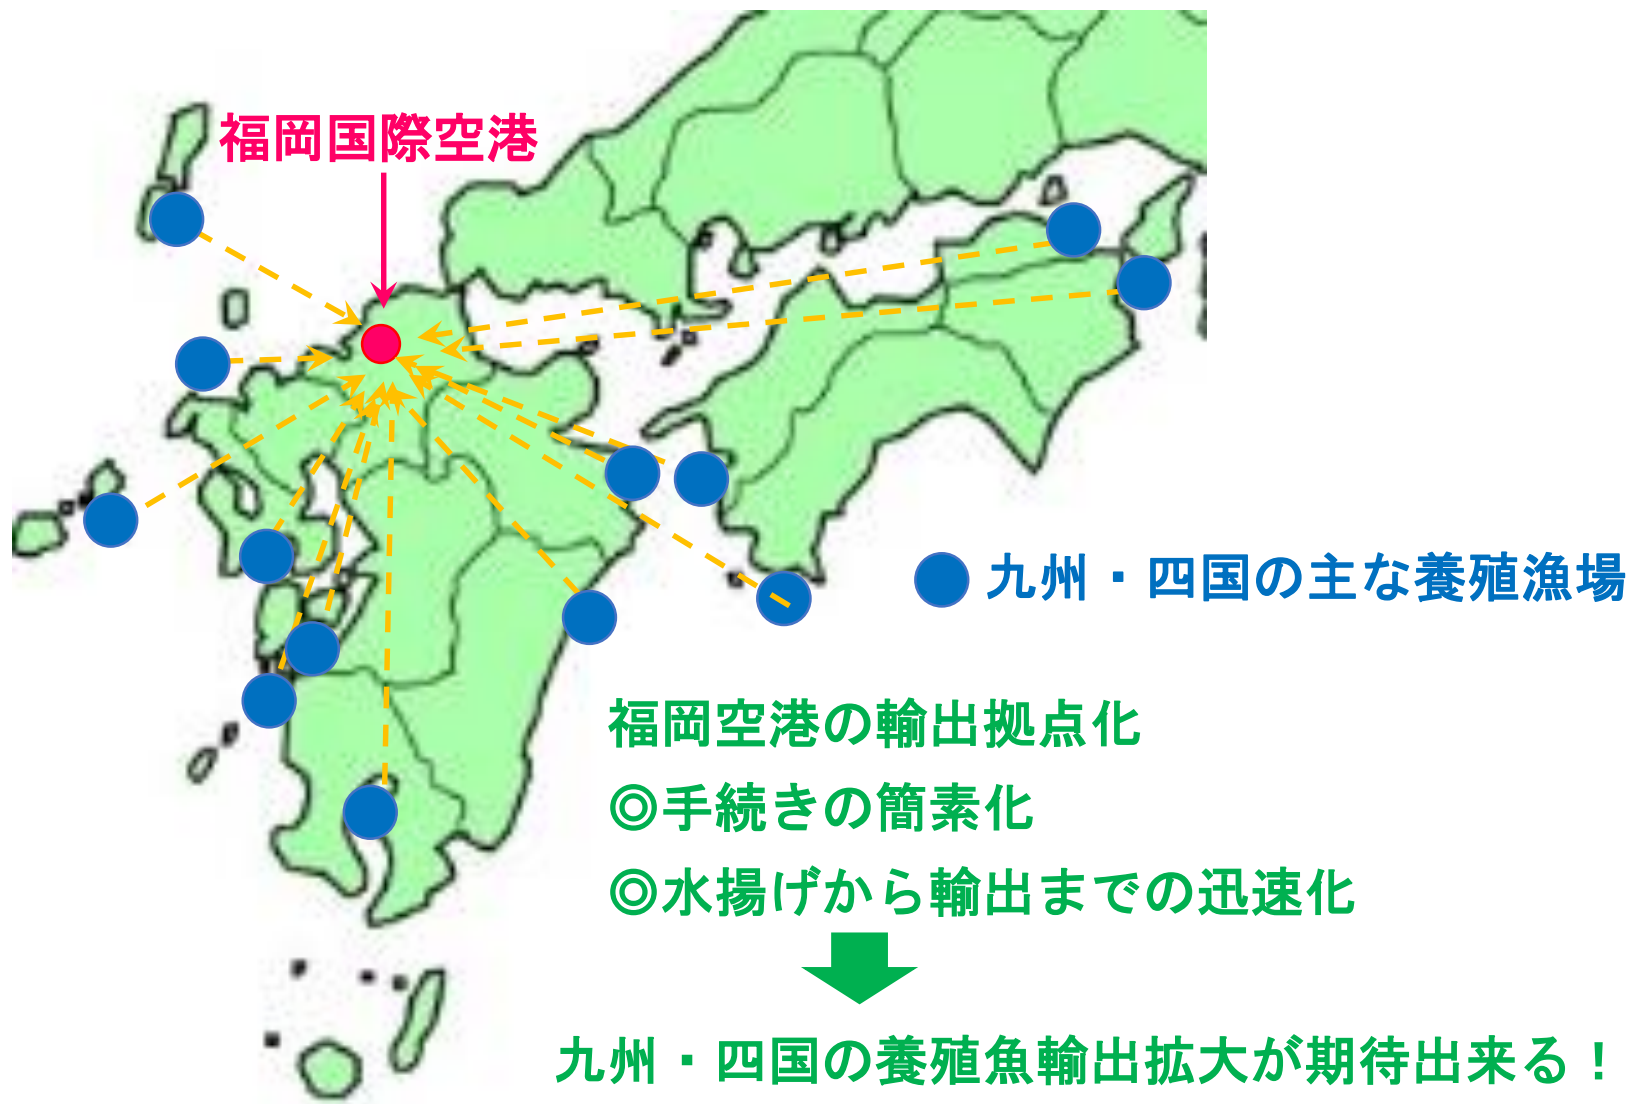 福岡国際空港
九州・四国の主な養殖漁場
福岡空港の輸出拠点化
◎手続きの簡素化
◎水揚げから輸出までの迅速化
九州・四国の養殖魚輸出拡大が期待出来る！